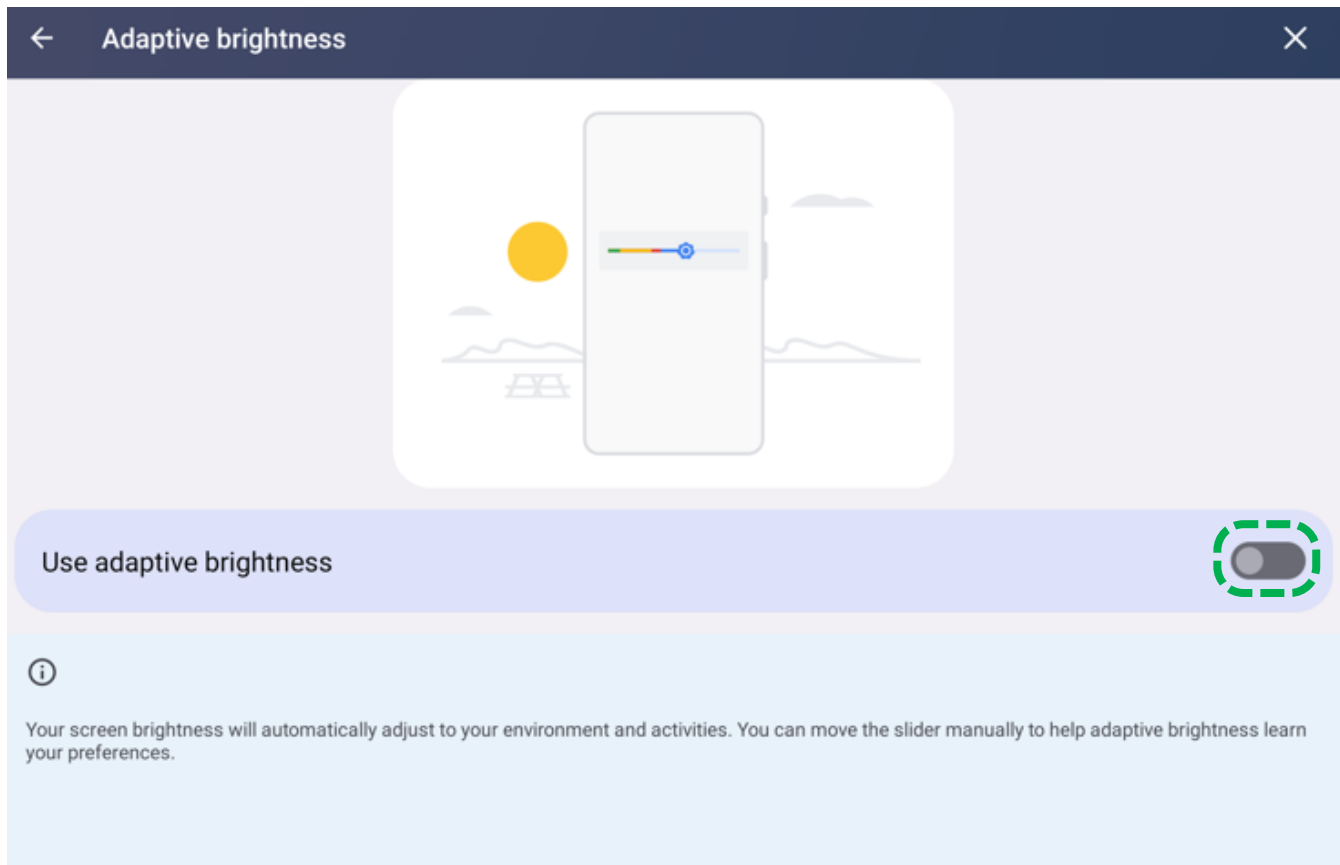 Adaptive brightness
Use adaptive brightness
Your screen brightness will automatically adjust to your environment and activities. You can move the slider manually to help adaptive brightness learn
your preferences.